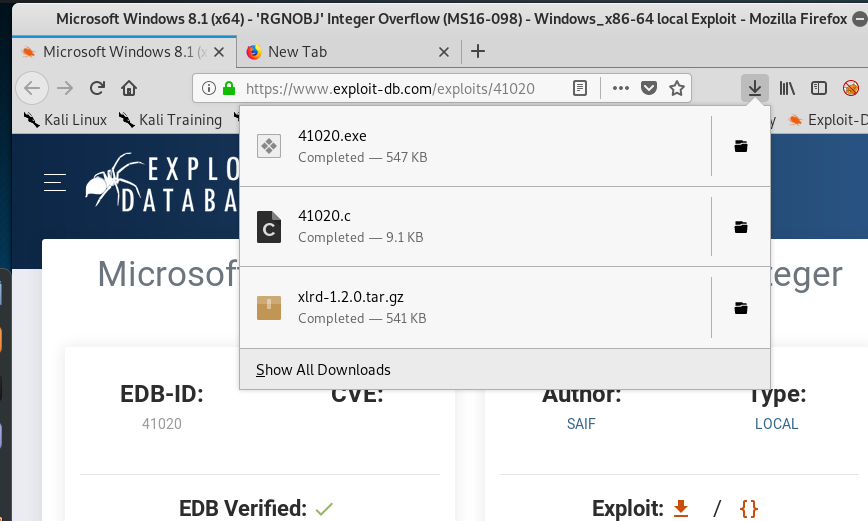 Microsoft Windows 8.1 (x64) - 'RGNOBJ' Integer Overflow (MS16-098) - Windows_x86-64 local Exploit - Mozilla Firefox
Microsoft Windows 8.1 (x
New Tab
https://www.exploit-db.com/exploits/41020
Kali Linux
Kali Training
Exploit-D
41020.exe
Completed — 547 KB
EXPLO
DATABA
41020.c
Completed — 9.1 KB
Microsof
teger
xlrd-1.2.0.tar.gz
Completed — 541 KB
Show All Downloads
EDB-ID:
CVE:
Author:
Type:
41020
SAIF
LOCAL
EDB Verified:
Exploit:
/
{}